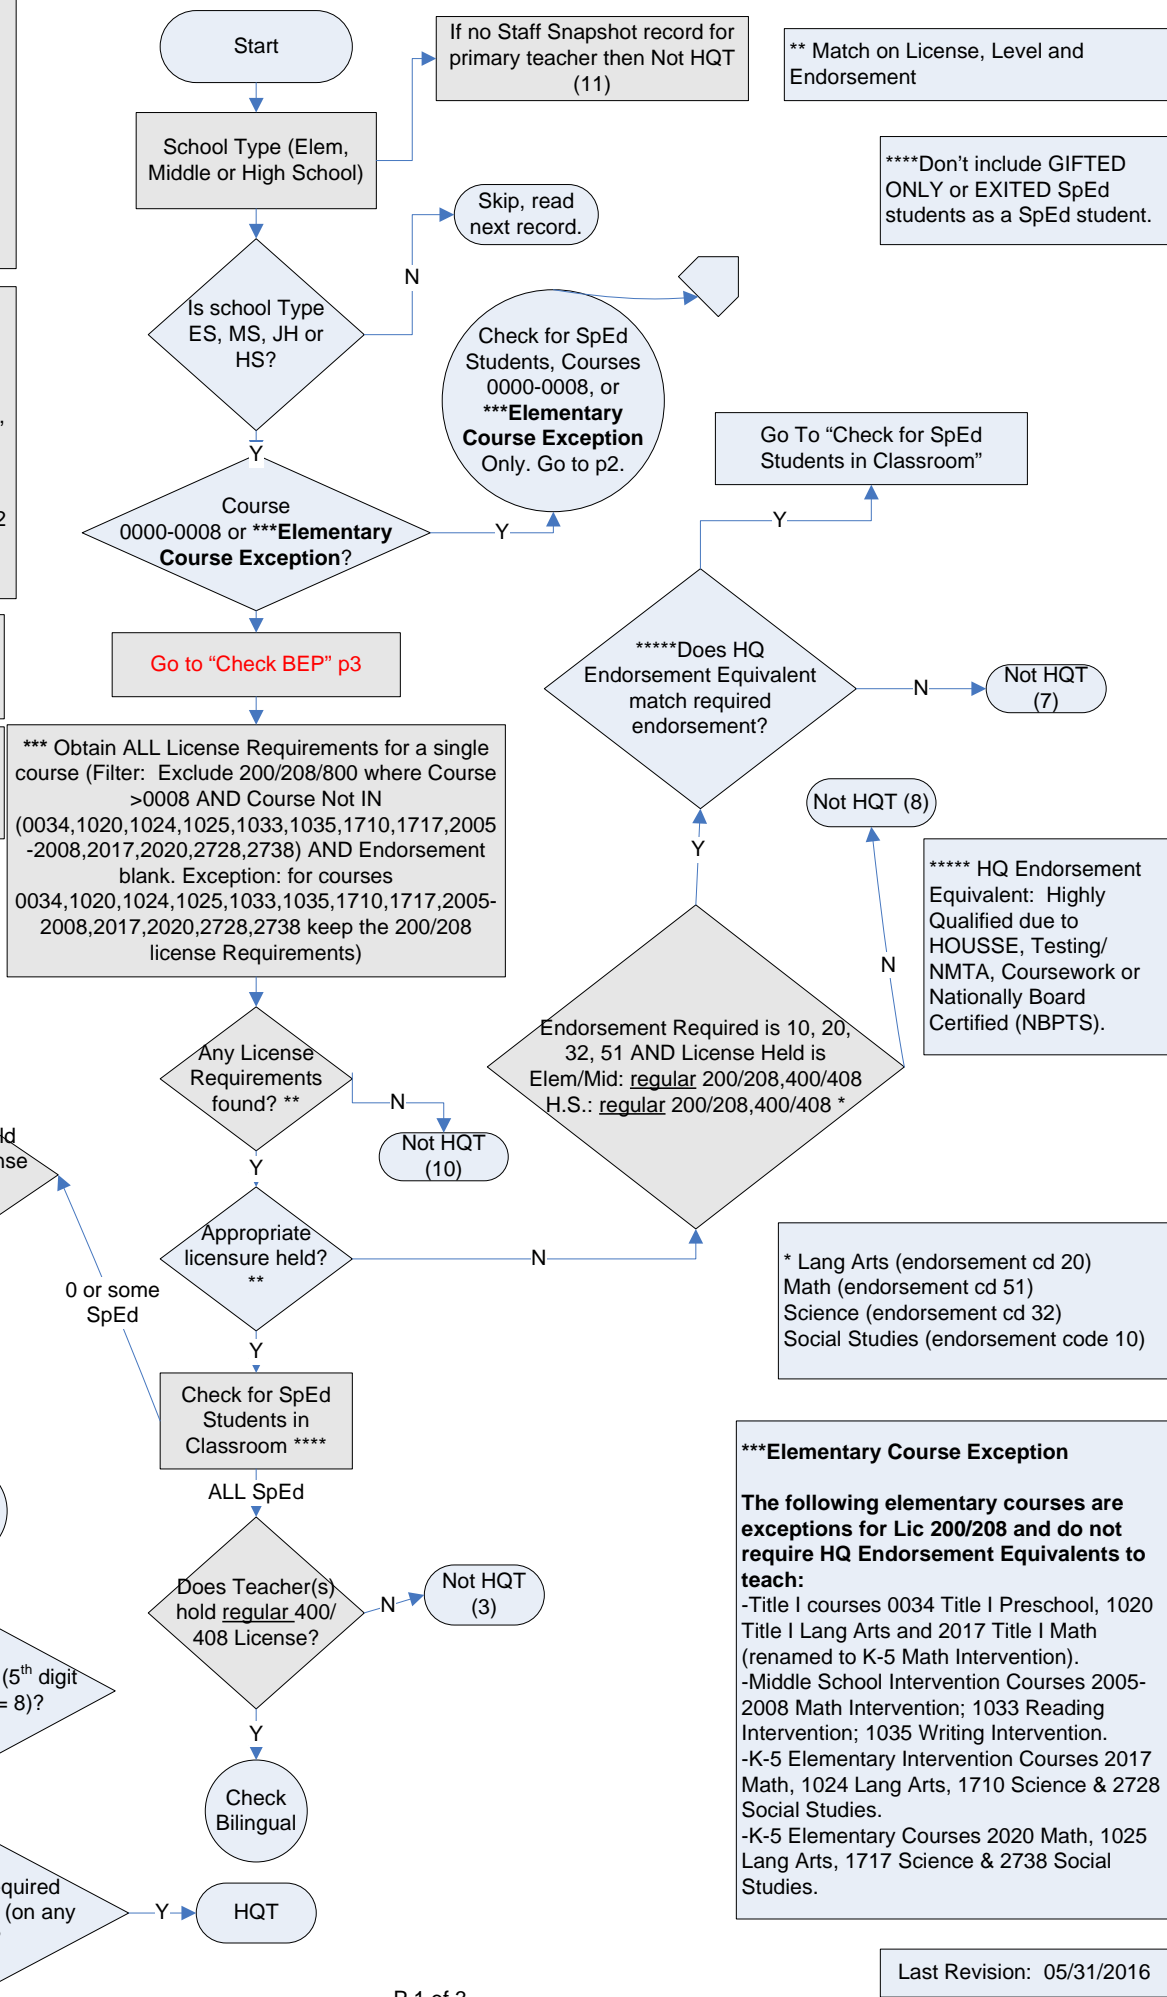 Start
If no Staff Snapshot record for
primary teacher then Not HQT
(11)
** Match on License, Level and
Endorsement
School Type (Elem,
Middle or High School)
****Don't include GIFTED
ONLY or EXITED SpEd
students as a SpEd student.
Skip, read
next record.
N
Is school Type
ES, MS, JH or
HS?
Check for SpEd
Students, Courses
0000-0008, or
***Elementary
Course Exception
Only. Go to p2.
Y
Go To “Check for SpEd
Students in Classroom”
Course
0000-0008 or ***Elementary
Course Exception?
Y
Y
Go to “Check BEP” p3
*****Does HQ
Endorsement Equivalent
match required
endorsement?
N
Not HQT
(7)
*** Obtain ALL License Requirements for a single
course (Filter:  Exclude 200/208/800 where Course
>0008 AND Course Not IN
(0034,1020,1024,1025,1033,1035,1710,1717,2005
-2008,2017,2020,2728,2738) AND Endorsement
blank. Exception: for courses
0034,1020,1024,1025,1033,1035,1710,1717,2005-
2008,2017,2020,2728,2738 keep the 200/208
license Requirements)
Not HQT (8)
Y
N
***** HQ Endorsement
Equivalent:  Highly
Qualified due to
HOUSSE, Testing/
NMTA, Coursework or
Nationally Board
Certified (NBPTS).
Endorsement Required is 10, 20,
32, 51 AND License Held is
Elem/Mid: regular 200/208,400/408
H.S.: regular 200/208,400/408 *
Any License
Requirements
found? **
N
Not HQT
(10)
Y
Appropriate
licensure held?
**
N
0 or some
SpEd
* Lang Arts (endorsement cd 20)
Math (endorsement cd 51)
Science (endorsement cd 32)
Social Studies (endorsement code 10)
Y
Check for SpEd
Students in
Classroom ****
ALL SpEd
Does Teacher(s)
hold regular 400/
408 License?
N
Not HQT
(3)
***Elementary Course Exception
The following elementary courses are
exceptions for Lic 200/208 and do not
require HQ Endorsement Equivalents to
teach:
-Title I courses 0034 Title I Preschool, 1020
Title I Lang Arts and 2017 Title I Math
(renamed to K-5 Math Intervention).
-Middle School Intervention Courses 2005-
2008 Math Intervention; 1033 Reading
Intervention; 1035 Writing Intervention.
-K-5 Elementary Intervention Courses 2017
Math, 1024 Lang Arts, 1710 Science & 2728
Social Studies.
-K-5 Elementary Courses 2020 Math, 1025
Lang Arts, 1717 Science & 2738 Social
Studies.
(5th digit
= 8)?
Y
Check
Bilingual
(on any
Y
HQT
Last Revision:  05/31/2016